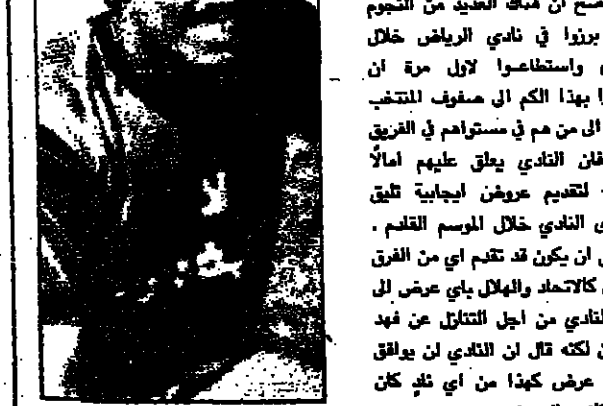 ان هناك العديد من النجوم
برزوا في نادي الرياض خلال
واستطاعوا لاول مرة ان
بهذا الكم الى صفوف المنتخب
الى من هم في مستواهم في الفريق
فان النادي يعلق عليهم امالًا
لتقديم عروض ايجابية تليق
النادي خلال الموسم القادم .
ان يكون قد تقدم اي من الفرق
كالاتحاد والهلال باي عرض الى
النادي من اجل التنازل عن فهد
لكنه قال ان النادي لن يوافق
عرض كهذا من اي نادٍ كان